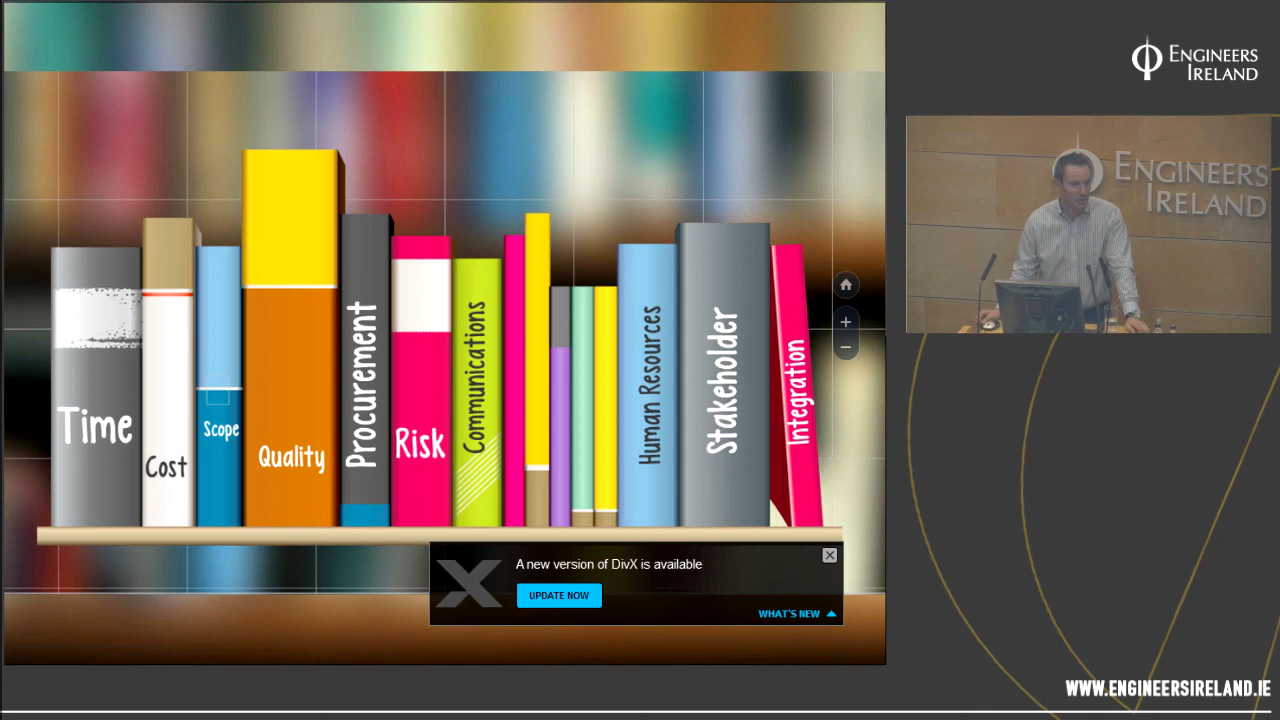 Time
Cost
Scope
Quality
Procurement
Risk
Communications
Human Resources
Stakeholder
Integration
A new version of DivX is available
UPDATE NOW
WHAT'S NEW
ENGINEERS
IRELAND
ENGINEERS
IRELAND
WWW.ENGINEERSIRELAND.IE